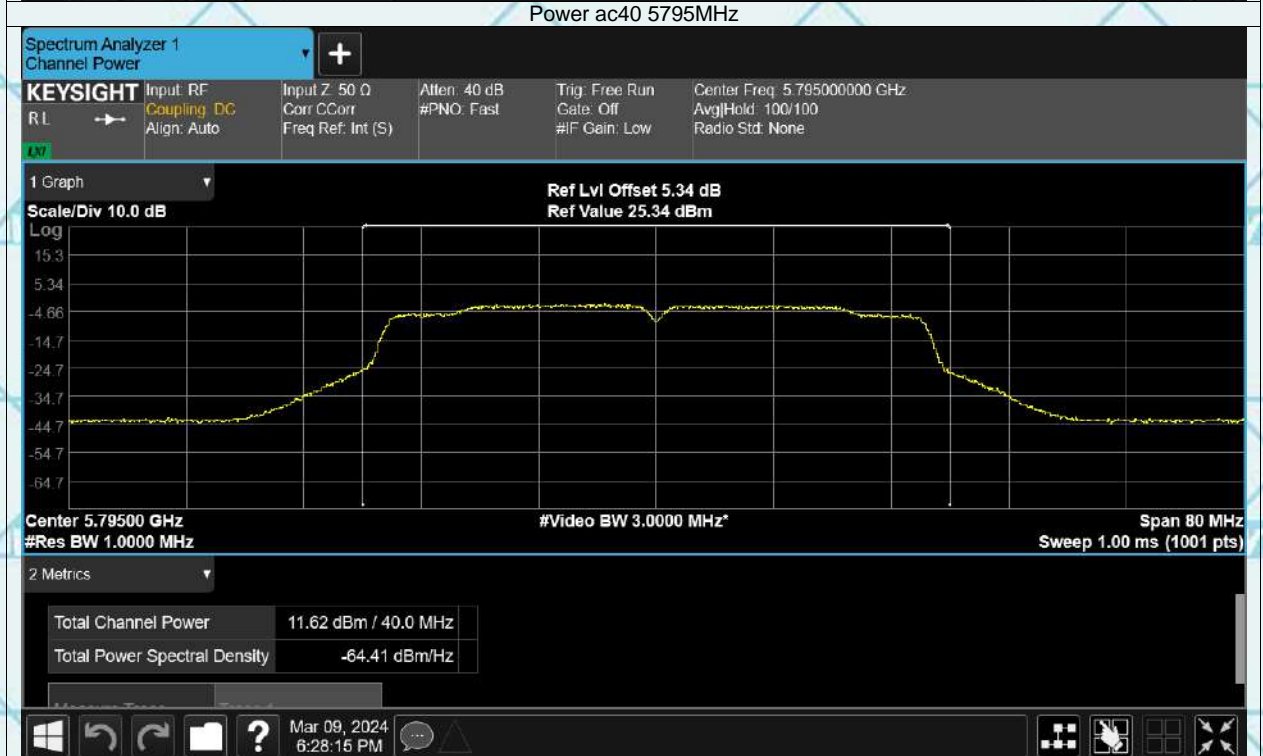 Power ac40 5795MHz
Spectrum Analyzer 1
Channel Power
+
KEYSIGHT
R L
LXI
Input: RF
Coupling: DC
Align: Auto
Input Z: 50 Ω
Corr CCorr
Freq Ref: Int (S)
Atten: 40 dB
#PNO: Fast
Trig: Free Run
Gate: Off
#IF Gain: Low
Center Freq: 5.795000000 GHz
Avg|Hold: 100/100
Radio Std: None
1 Graph
Scale/Div 10.0 dB
Ref Lvl Offset 5.34 dB
Ref Value 25.34 dBm
Log
15.3
5.34
-4.66
-14.7
-24.7
-34.7
-44.7
-54.7
-64.7
Center 5.79500 GHz
#Video BW 3.0000 MHz*
Span 80 MHz
#Res BW 1.0000 MHz
Sweep 1.00 ms (1001 pts)
2 Metrics
Total Channel Power 11.62 dBm / 40.0 MHz
Total Power Spectral Density -64.41 dBm/Hz
?
Mar 09, 2024
6:28:15 PM